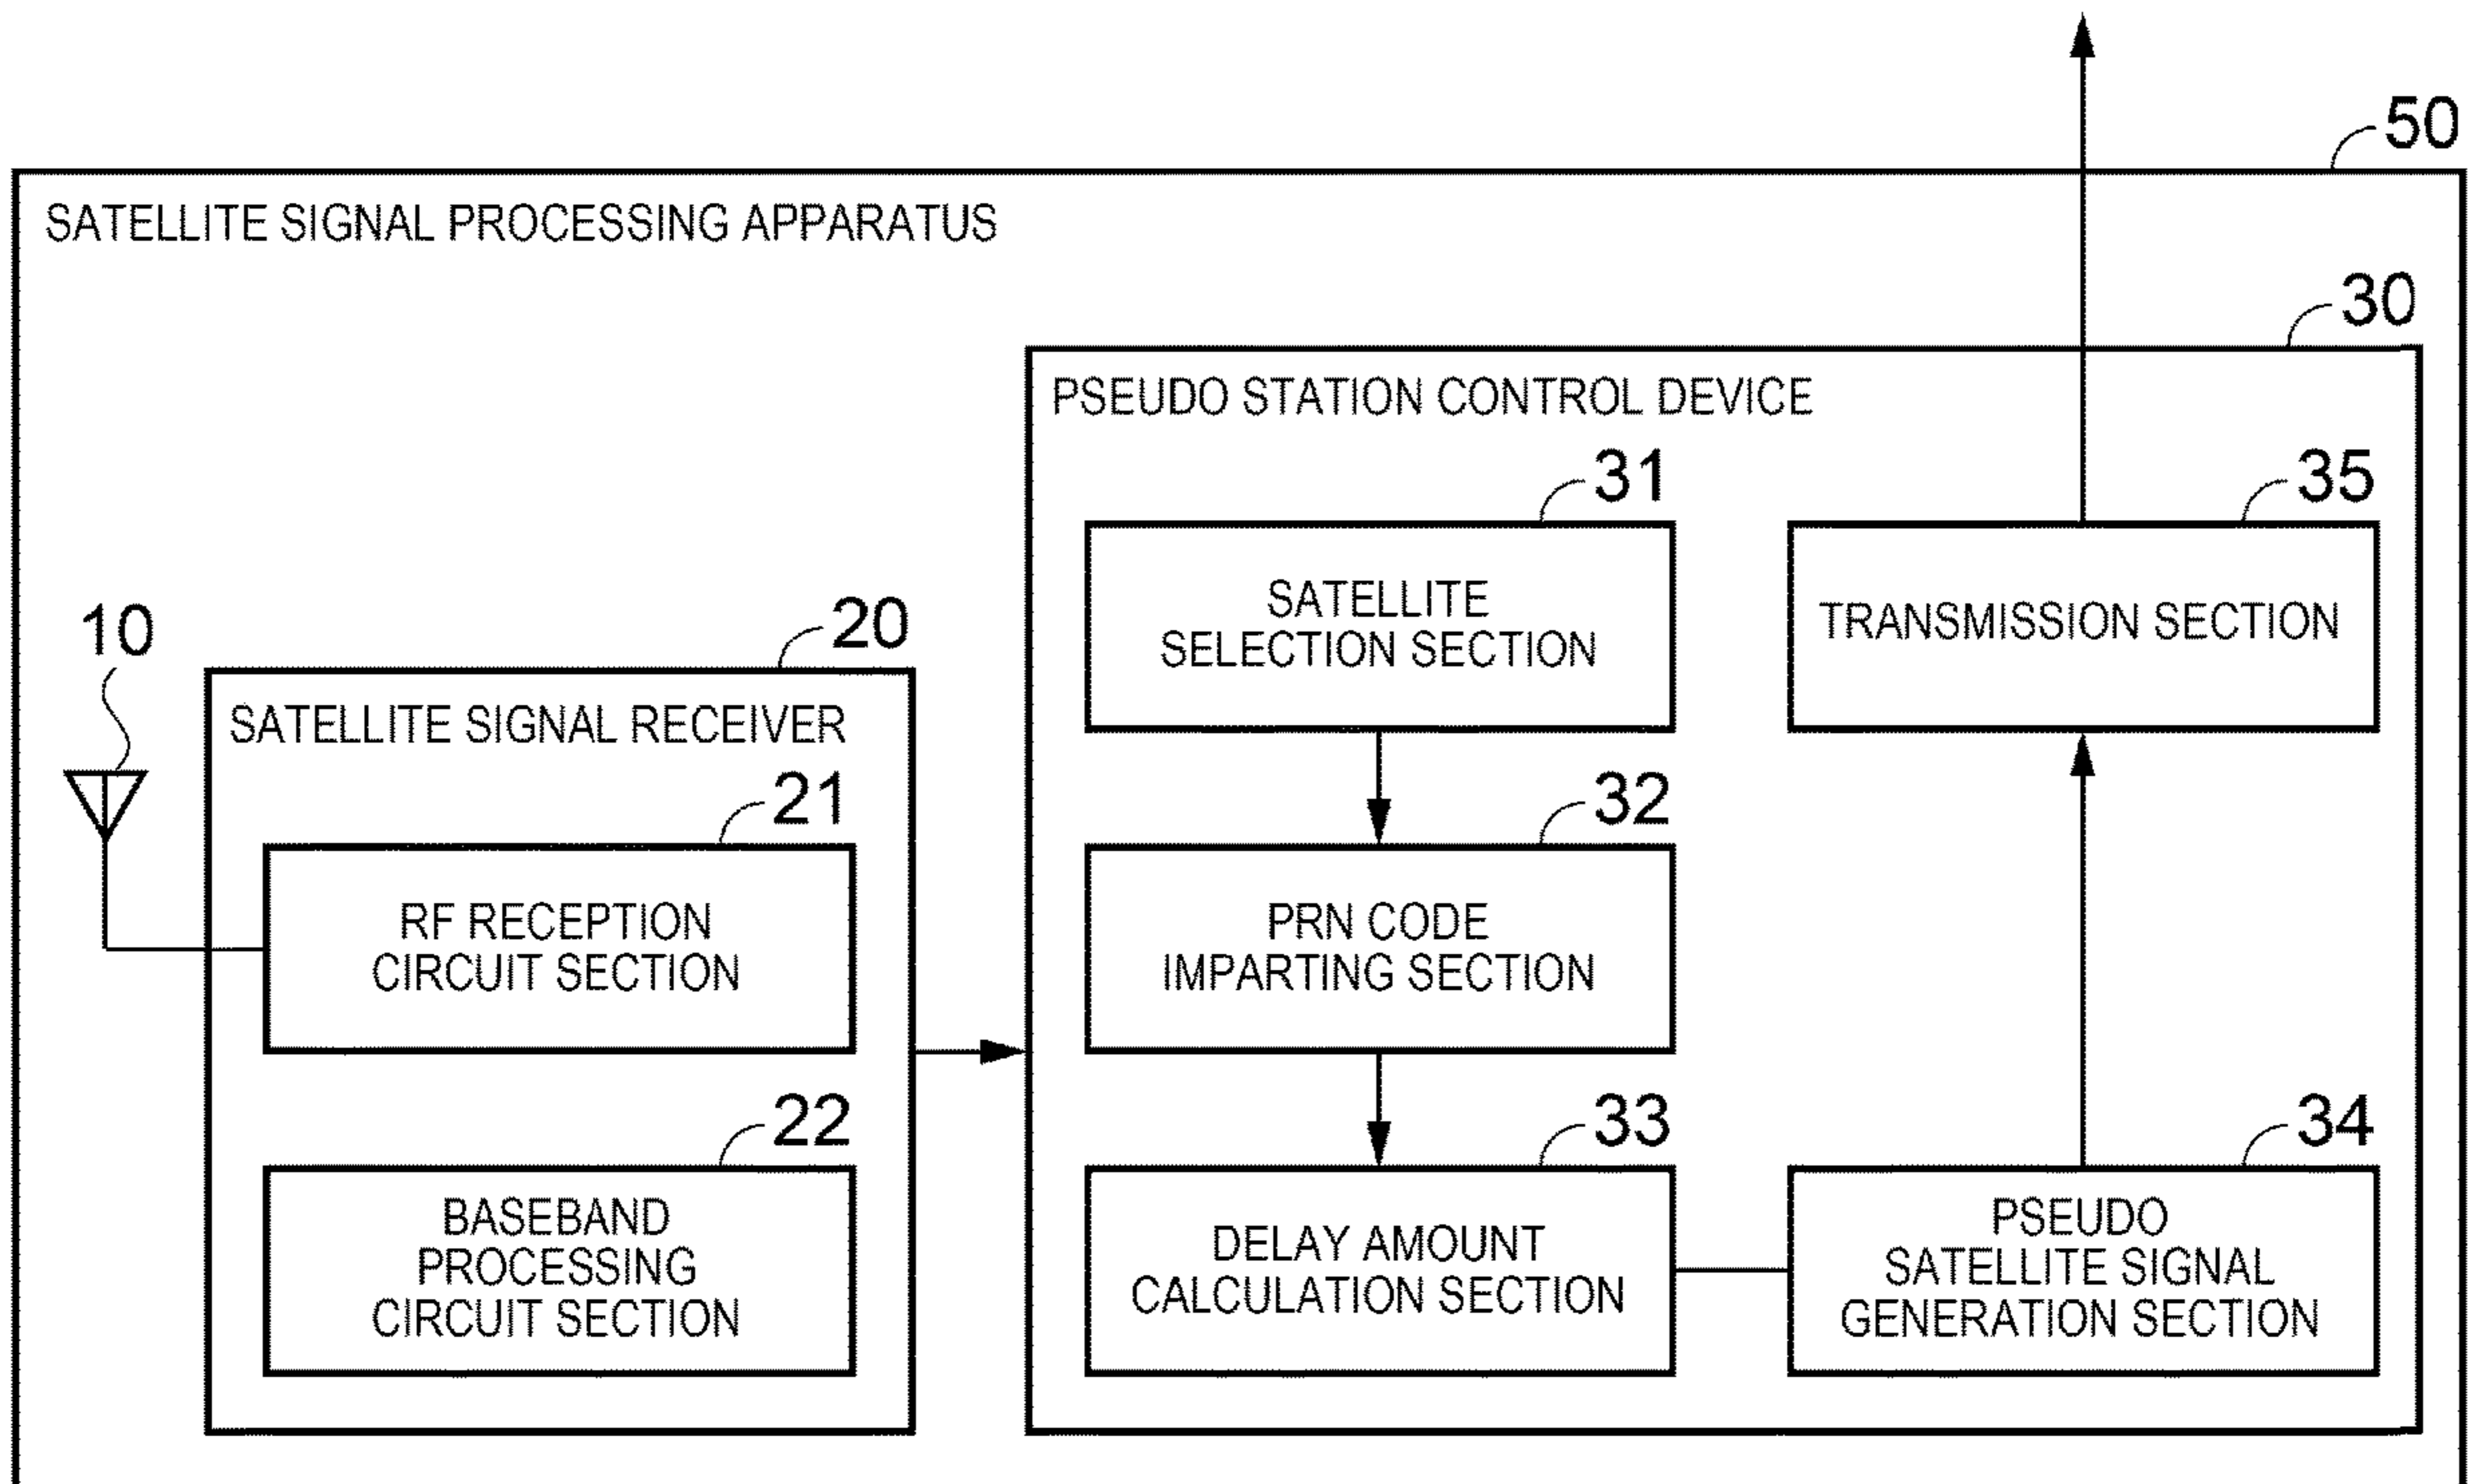 50
SATELLITE SIGNAL PROCESSING APPARATUS
30
PSEUDO STATION CONTROL DEVICE
31
SATELLITE
SELECTION SECTION
35
TRANSMISSION SECTION
10
20
SATELLITE SIGNAL RECEIVER
21
RF RECEPTION
CIRCUIT SECTION
32
PRN CODE
IMPARTING SECTION
22
BASEBAND
PROCESSING
CIRCUIT SECTION
33
DELAY AMOUNT
CALCULATION SECTION
34
PSEUDO
SATELLITE SIGNAL
GENERATION SECTION